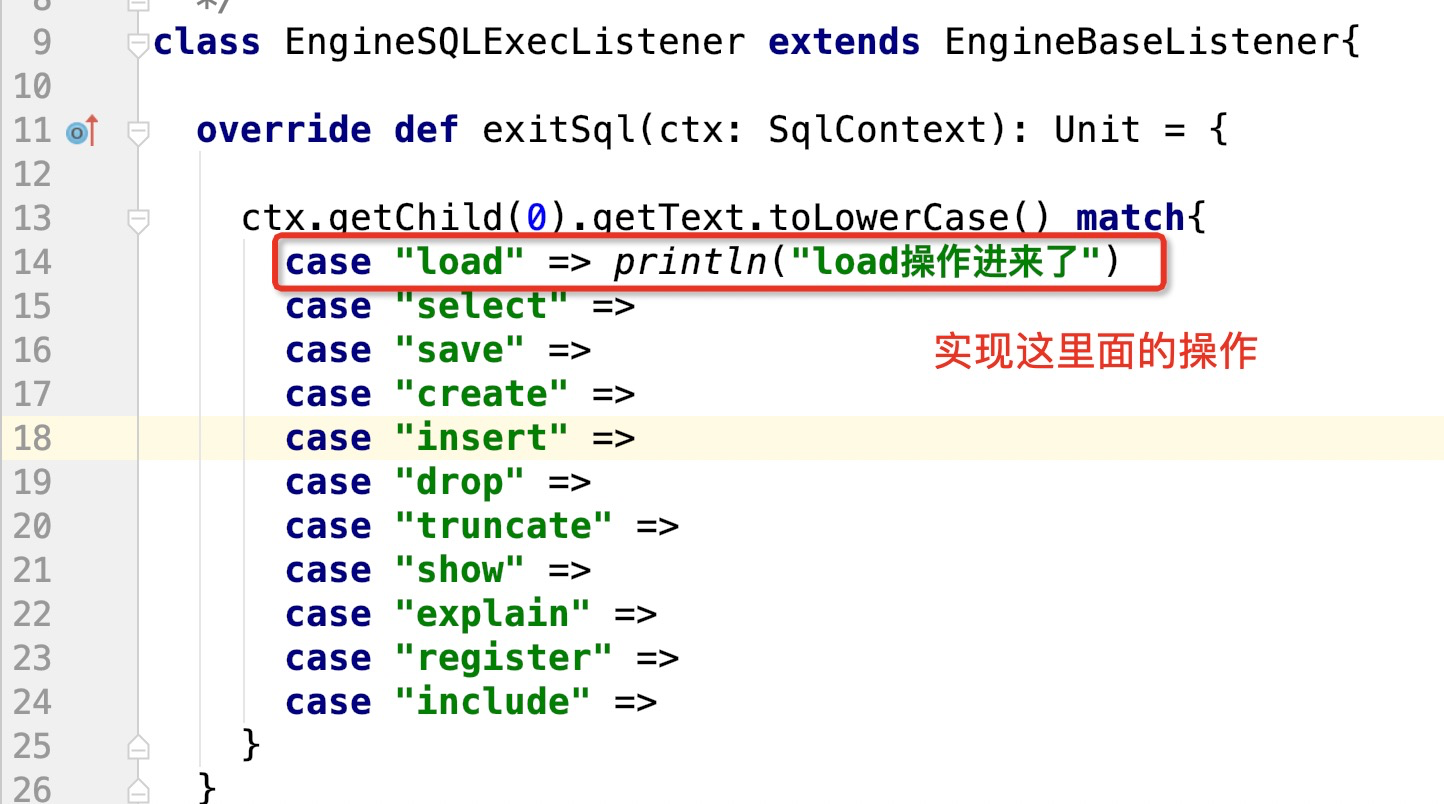 8 */
9 class EngineSQLExecListener extends EngineBaseListener{
10
11 override def exitSql(ctx: SqlContext): Unit = {
12
13 ctx.getChild(0).getText.toLowerCase() match{
14 case "load" => println("load操作进来了")
15 case "select" =>
16 case "save" => 实现这里面的操作
17 case "create" =>
18 case "insert" =>
19 case "drop" =>
20 case "truncate" =>
21 case "show" =>
22 case "explain" =>
23 case "register" =>
24 case "include" =>
25 }
26 }